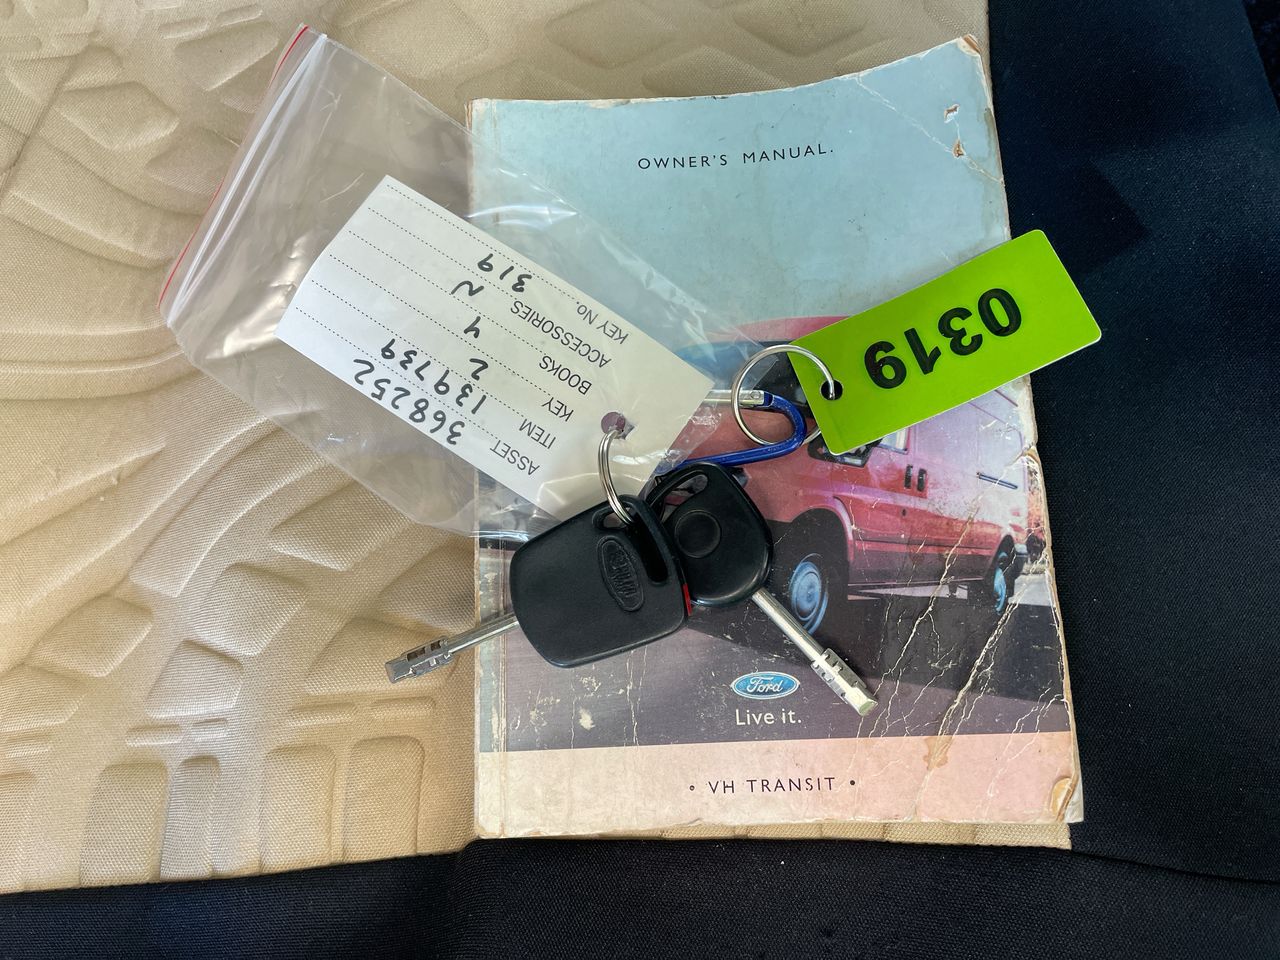 OWNER'S MANUAL.
0319
ASSET 368252
ITEM 139739
KEY 2
BOOKS Y
ACCESSORIES N
KEY No. 319
Ford
Live it.
• VH TRANSIT •